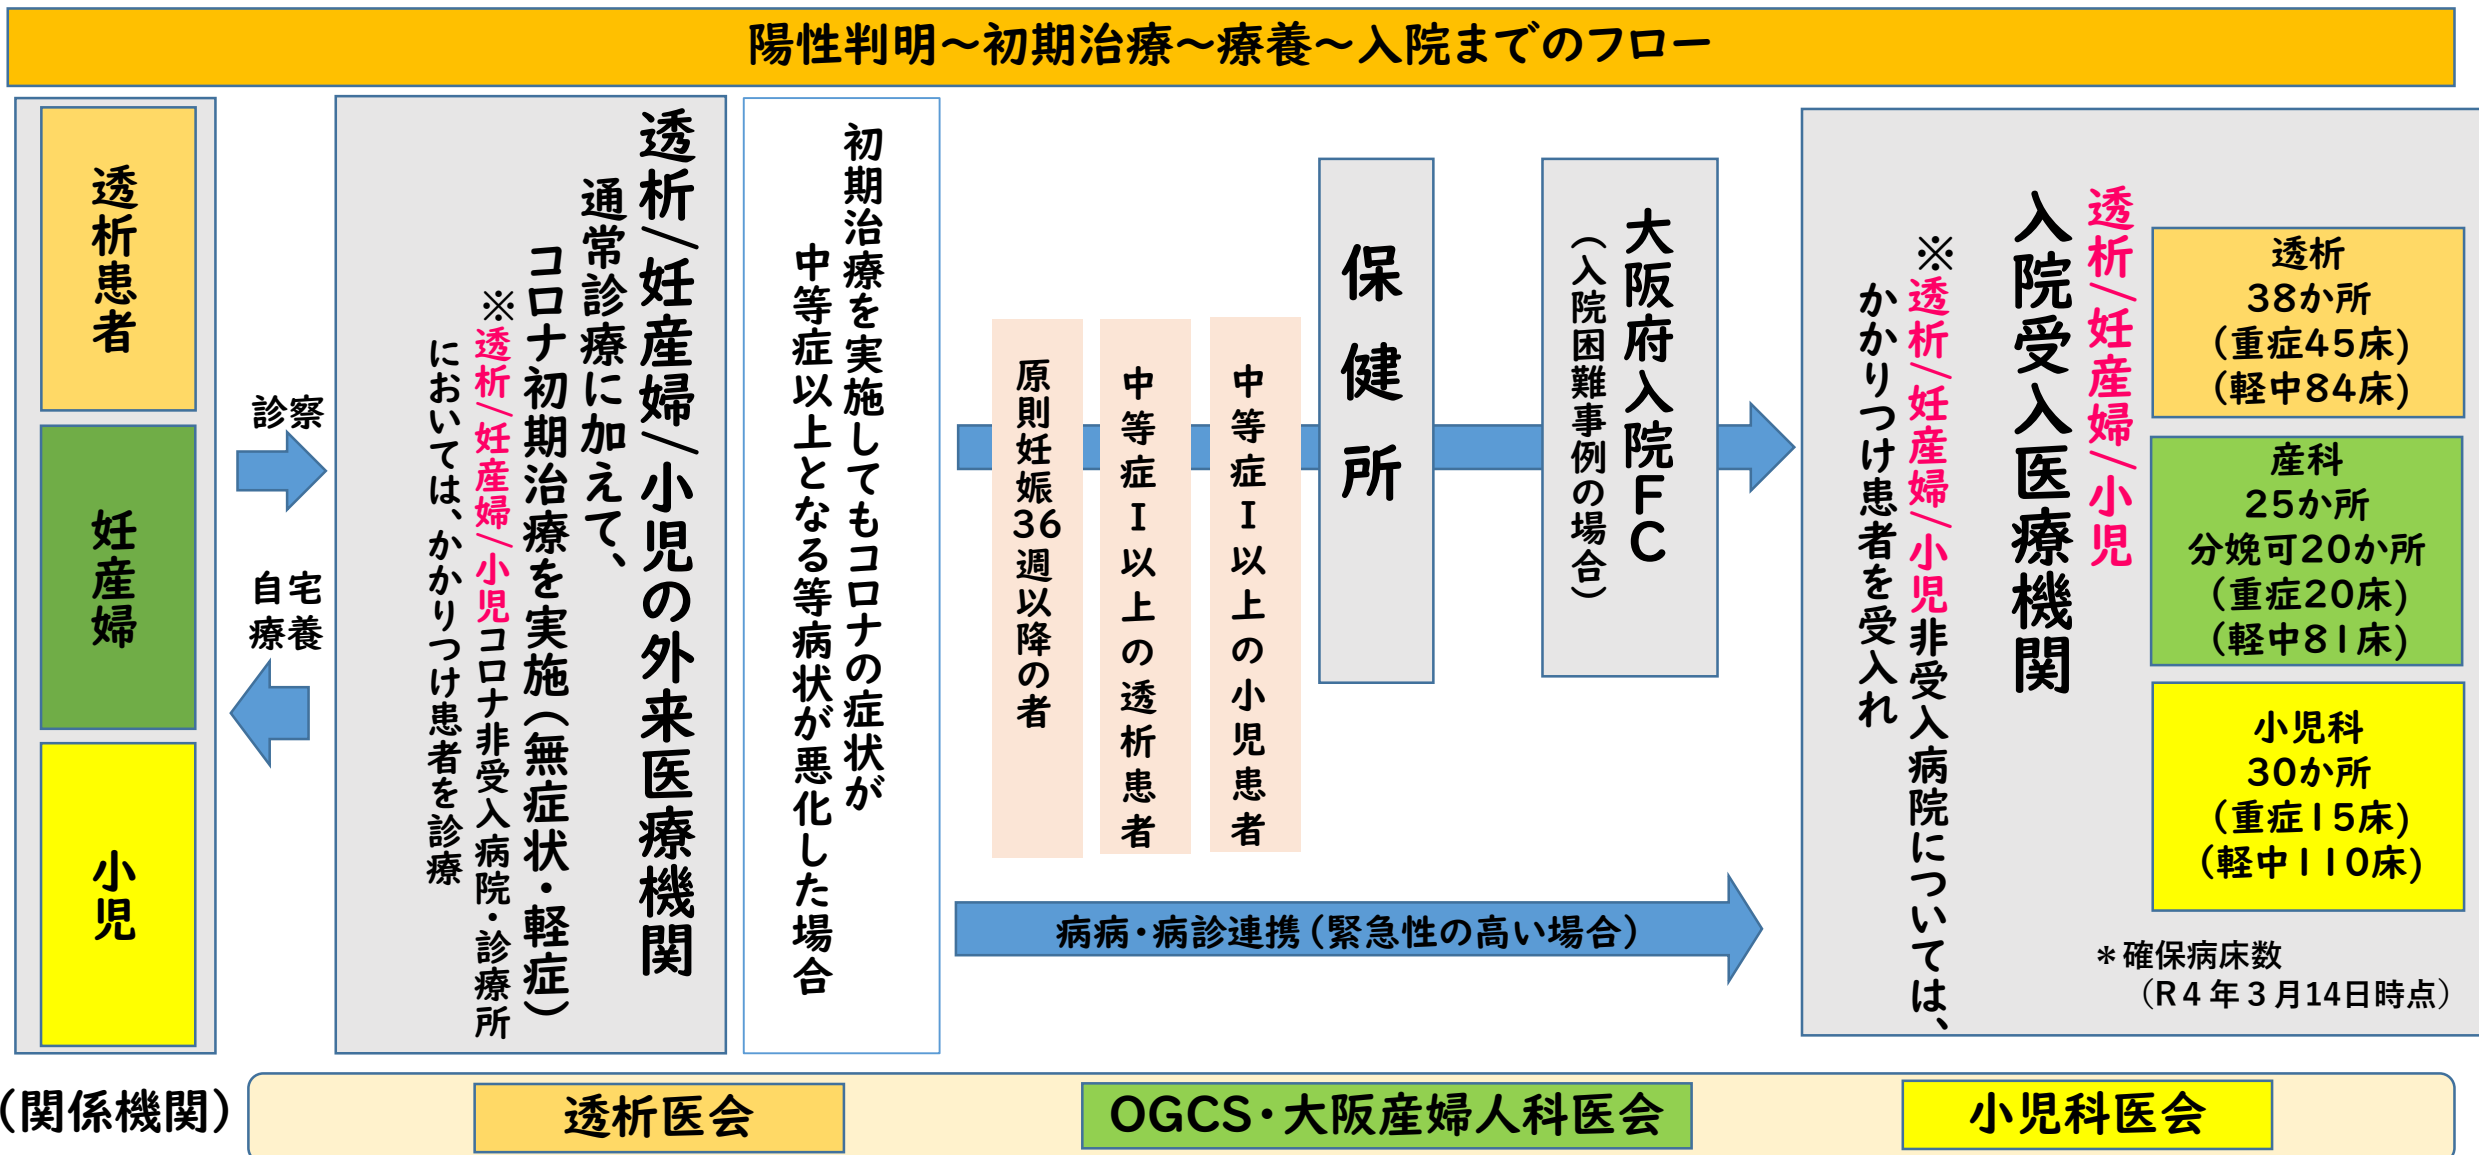 陽性判明～初期治療～療養～入院までのフロー
透析患者
妊産婦
小児
診察
自宅
療養
透析/妊産婦/小児の外来医療機関
通常診療に加えて、
コロナ初期治療を実施（無症状・軽症）
※透析/妊産婦/小児コロナ非受入病院・診療所
においては、かかりつけ患者を診療
初期治療を実施してもコロナの症状が
中等症以上となる等病状が悪化した場合
原則妊娠36週以降の者
中等症Ⅰ以上の透析患者
中等症Ⅰ以上の小児患者
保健所
大阪府入院FC
（入院困難事例の場合）
病病・病診連携（緊急性の高い場合）
透析/妊産婦/小児
入院受入医療機関
※透析/妊産婦/小児非受入病院については、
かかりつけ患者を受入れ
透析
38か所
（重症45床）
（軽中84床）
産科
25か所
分娩可20か所
（重症20床）
（軽中81床）
小児科
30か所
（重症15床）
（軽中110床）
＊確保病床数
（R４年３月14日時点）
（関係機関）
透析医会
OGCS・大阪産婦人科医会
小児科医会